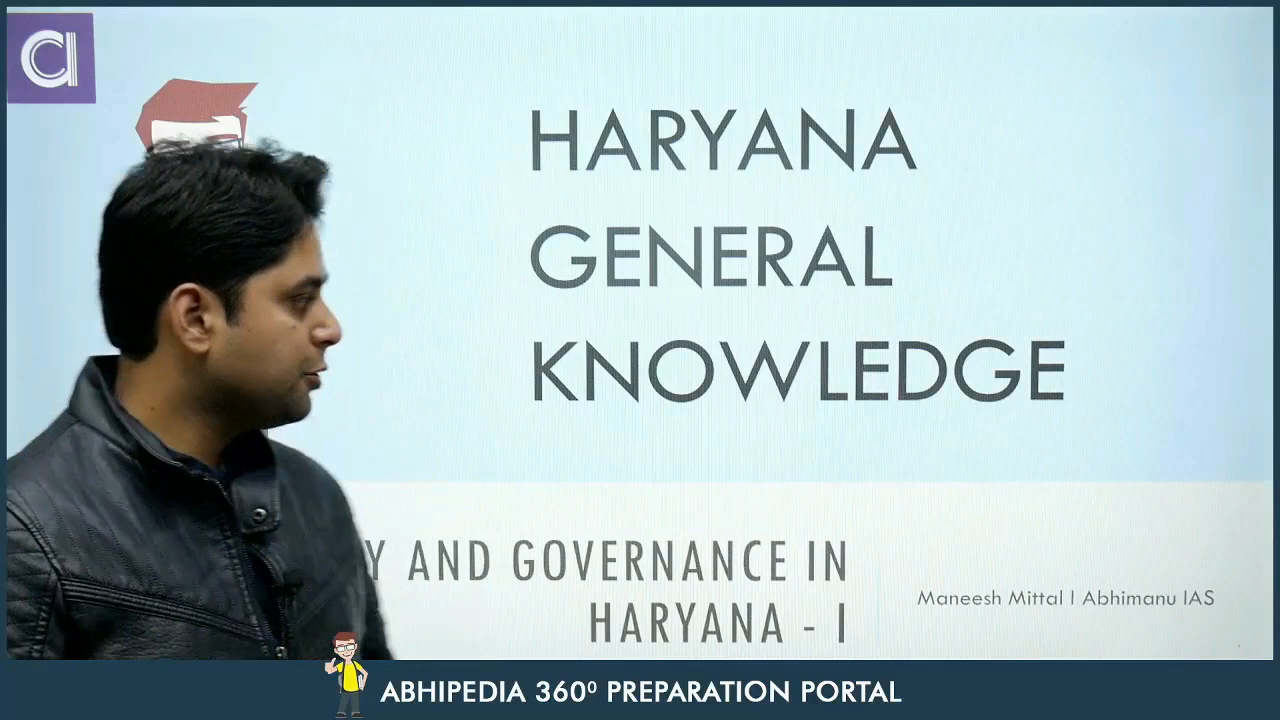 HARYANA
GENERAL
KNOWLEDGE
Y AND GOVERNANCE IN
HARYANA - I
Maneesh Mittal I Abhimanu IAS
ABHIPEDIA 360⁰ PREPARATION PORTAL